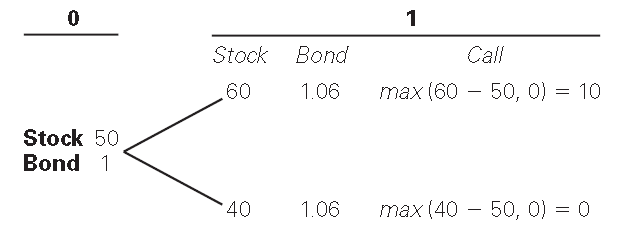 0 1
Stock Bond Call
60 1.06 max (60 − 50, 0) = 10
Stock 50
Bond 1
40 1.06 max (40 − 50, 0) = 0